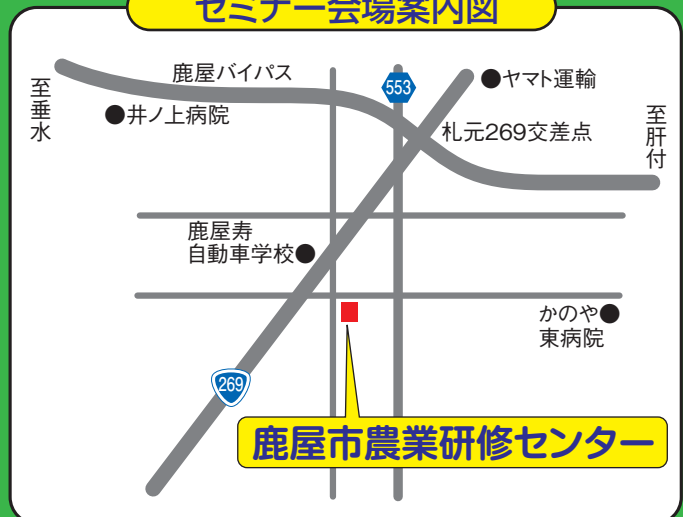 セミナー会場案内図
鹿屋バイパス
553
●ヤマト運輸
至垂水
●井ノ上病院
札元269交差点
至肝付
鹿屋寿
自動車学校●
かのや●
東病院
269
鹿屋市農業研修センター